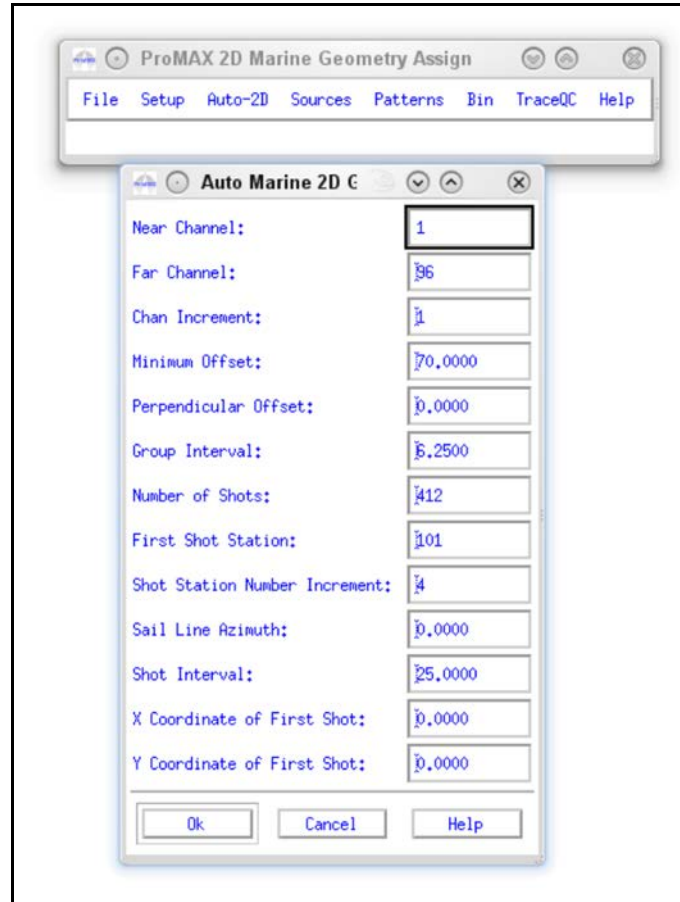 ProMAX 2D Marine Geometry Assign
File Setup Auto-2D Sources Patterns Bin TraceQC Help
Auto Marine 2D G
Near Channel: 1
Far Channel: 96
Chan Increment: 1
Minimum Offset: 70.0000
Perpendicular Offset: 0.0000
Group Interval: 6.2500
Number of Shots: 412
First Shot Station: 101
Shot Station Number Increment: 4
Sail Line Azimuth: 0.0000
Shot Interval: 25.0000
X Coordinate of First Shot: 0.0000
Y Coordinate of First Shot: 0.0000
Ok Cancel Help